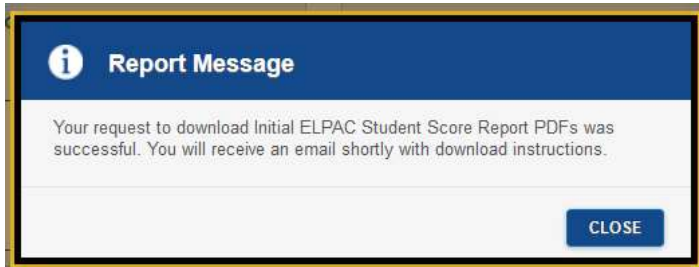 Report Message
Your request to download Initial ELPAC Student Score Report PDFs was
successful. You will receive an email shortly with download instructions.
CLOSE